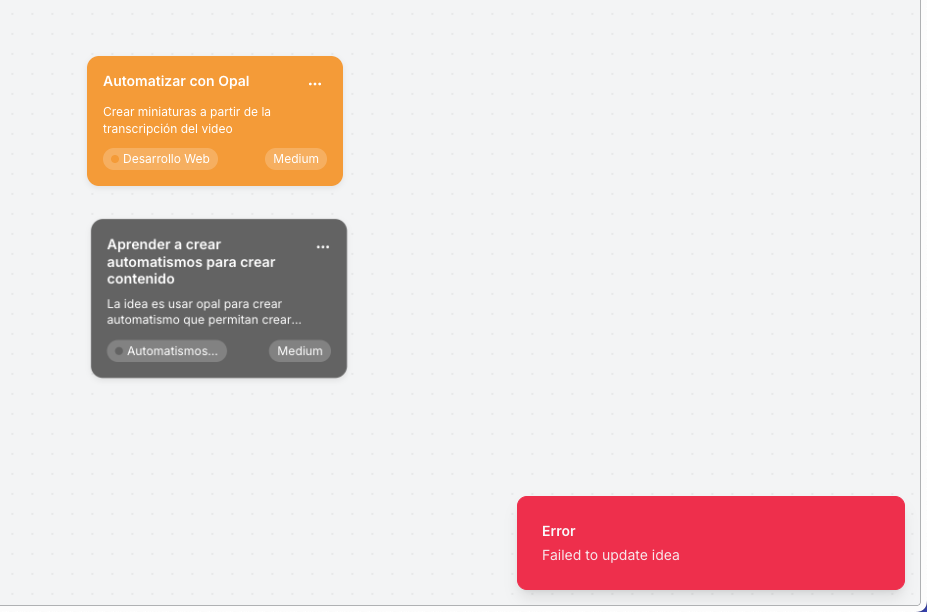 Automatizar con Opal
...
Crear miniaturas a partir de la
transcripción del video
Desarrollo Web
Medium
Aprender a crear
automatismos para crear
contenido
...
La idea es usar opal para crear
automatismo que permitan crear...
Automatismos...
Medium
Error
Failed to update idea